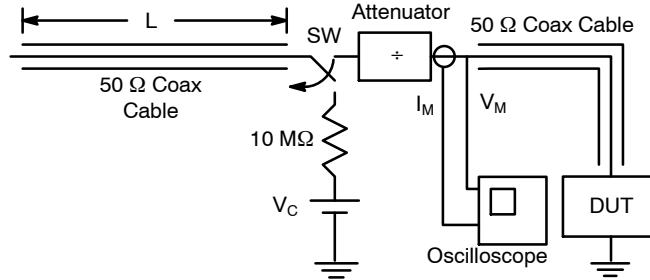 L
SW
Attenuator
÷
50 Ω Coax Cable
50 Ω Coax
Cable
I_M
V_M
10 MΩ
V_C
DUT
Oscilloscope